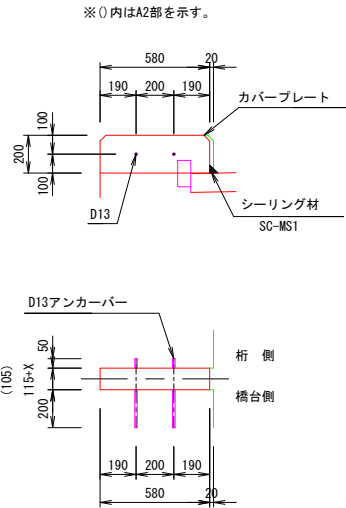 ※()内はA2部を示す。
580
20
190
200
190
カバープレート
100
200
100
D13
シーリング材
SC-MS1
D13アンカーバー
50
桁 側
(105)
115+X
橋台側
200
190
200
190
580
20